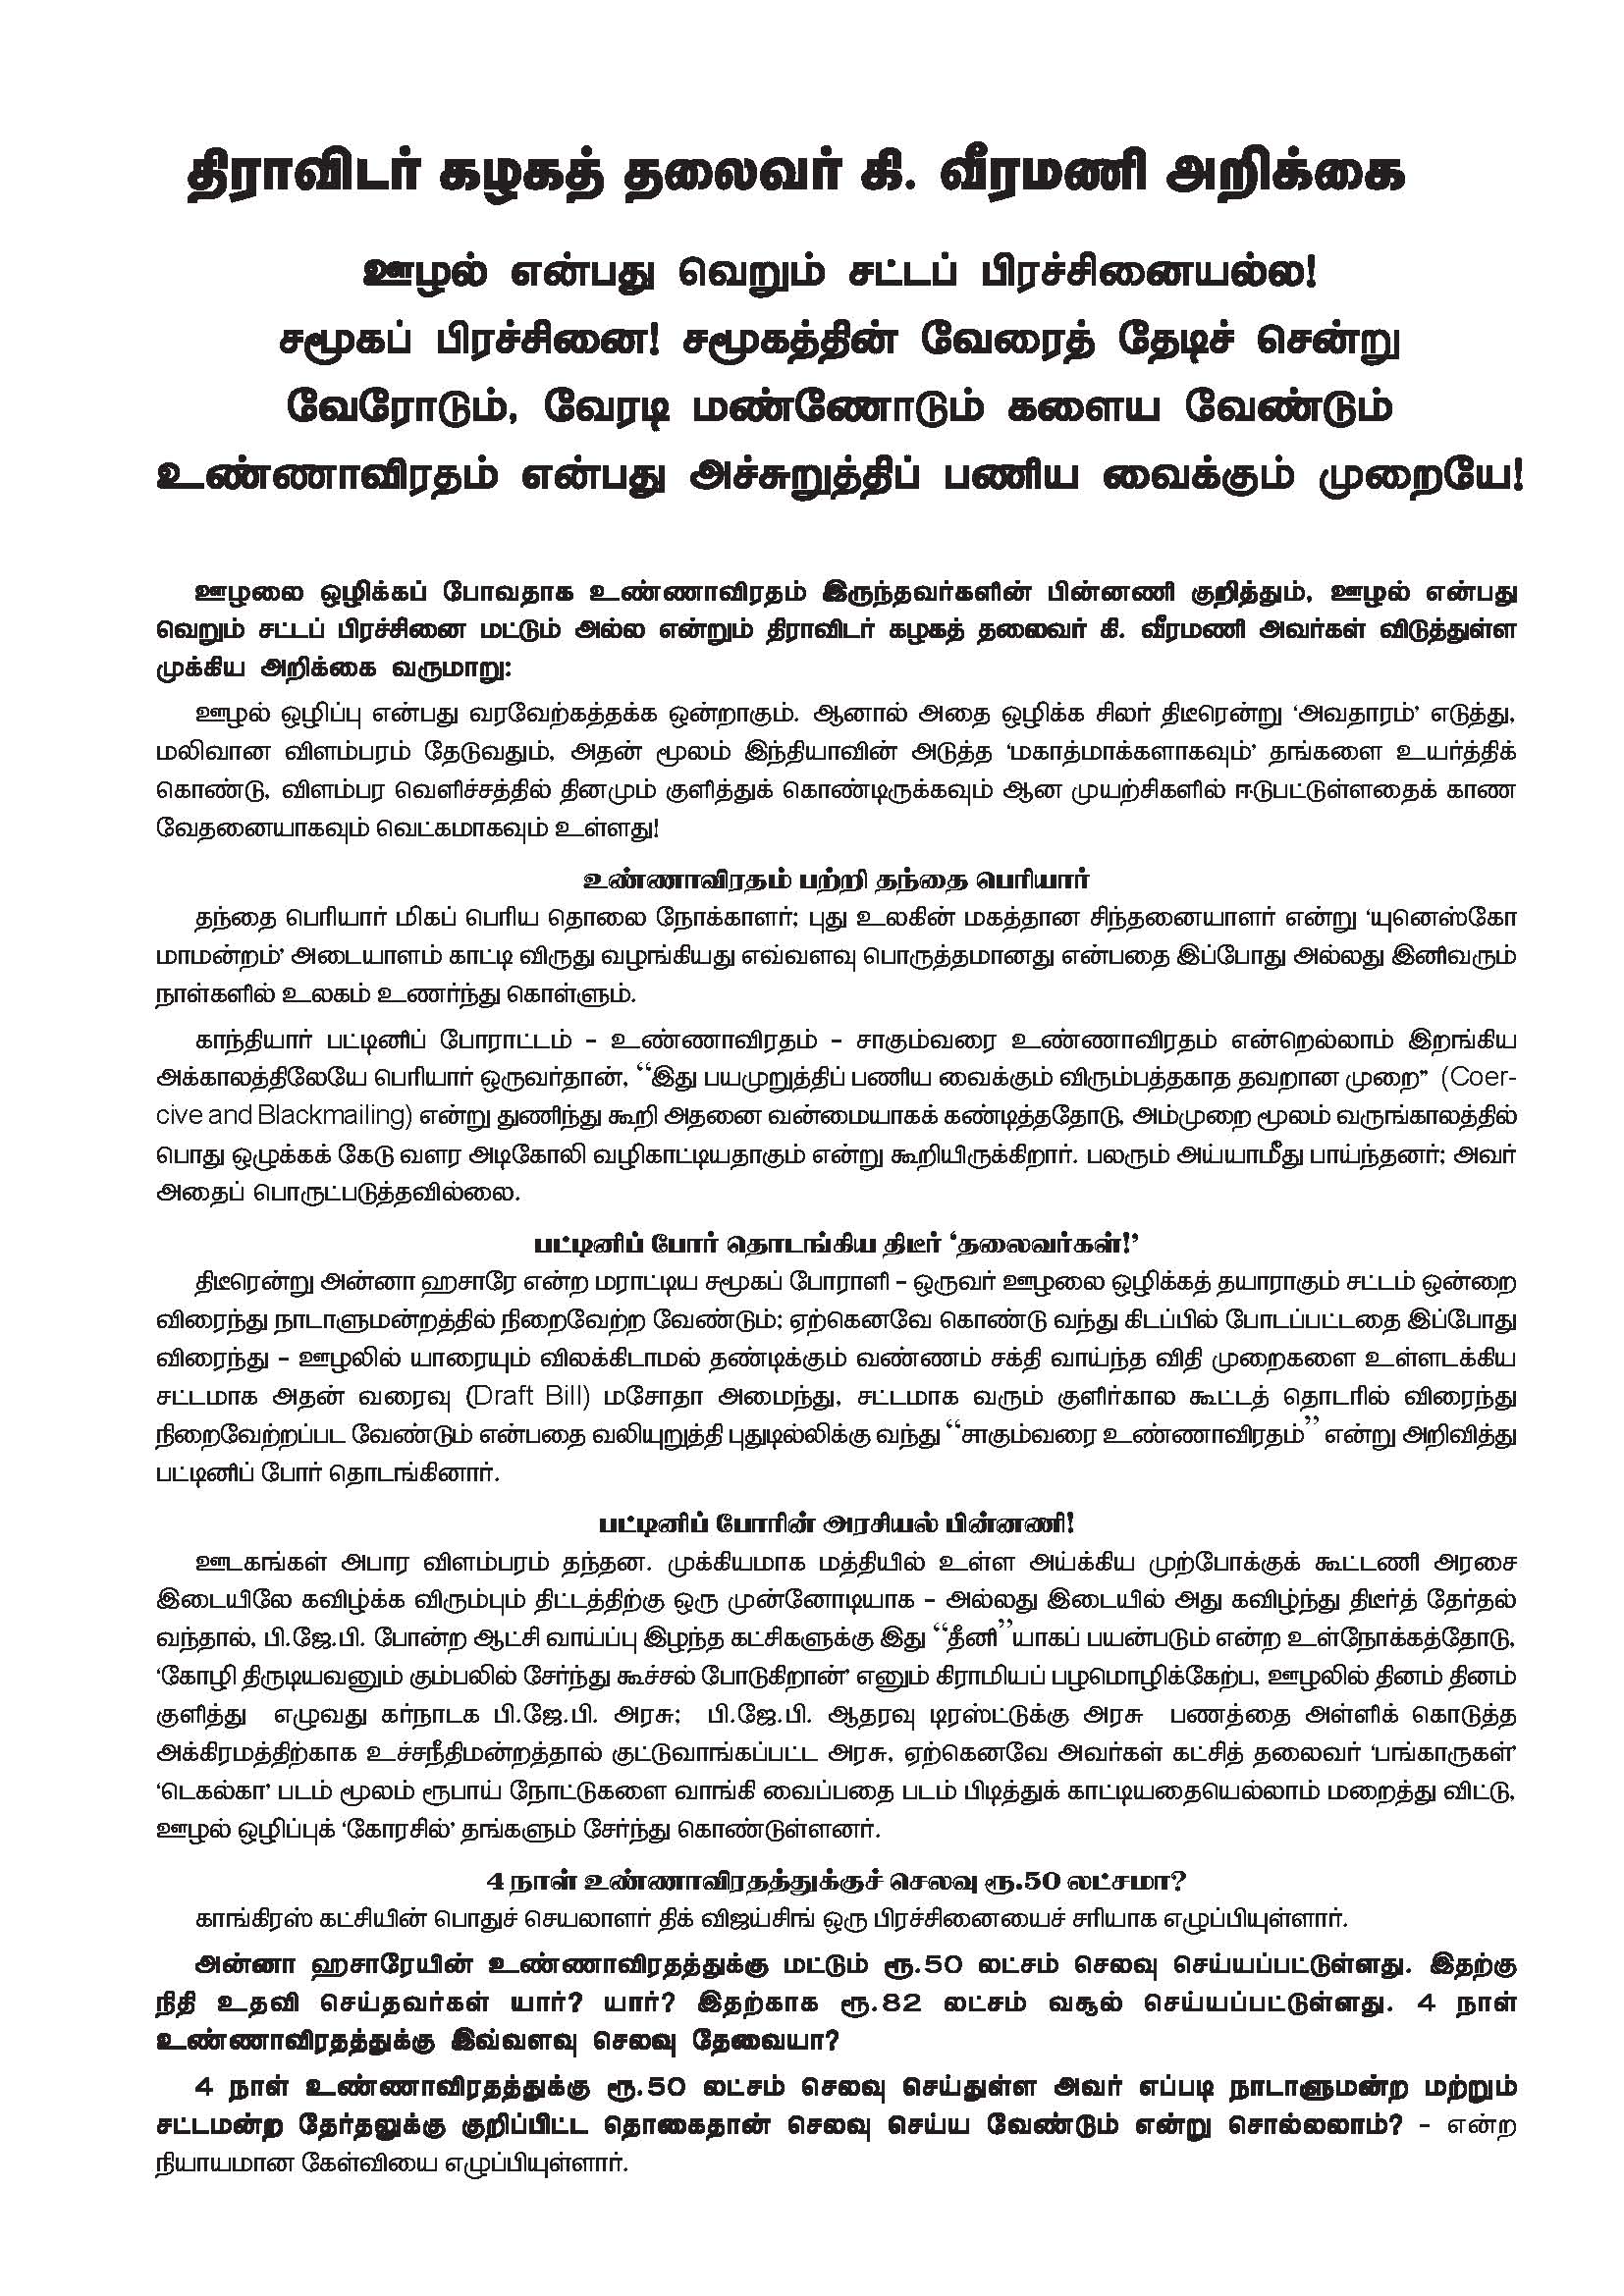 திராவிடர் கழகத் தலைவர் கி. வீரமணி அறிக்கை
ஊழல் என்பது வெறும் சட்டப் பிரச்சினையல்ல!
சமூகப் பிரச்சினை! சமூகத்தின் வேரைத் தேடிச் சென்று
வேரோடும், வேரடி மண்ணோடும் களைய வேண்டும்
உண்ணாவிரதம் என்பது அச்சுறுத்திப் பணிய வைக்கும் முறையே!
ஊழலை ஒழிக்கப் போவதாக உண்ணாவிரதம் இருந்தவர்களின் பின்னணி குறித்தும், ஊழல் என்பது
வெறும் சட்டப் பிரச்சினை மட்டும் அல்ல என்றும் திராவிடர் கழகத் தலைவர் கி. வீரமணி அவர்கள் விடுத்துள்ள
முக்கிய அறிக்கை வருமாறு:
ஊழல் ஒழிப்பு என்பது வரவேற்கத்தக்க ஒன்றாகும். ஆனால் அதை ஒழிக்க சிலர் திடீரென்று ‘அவதாரம்’ எடுத்து,
மலிவான விளம்பரம் தேடுவதும், அதன் மூலம் இந்தியாவின் அடுத்த ‘மகாத்மாக்களாகவும்’ தங்களை உயர்த்திக்
கொண்டு, விளம்பர வெளிச்சத்தில் தினமும் குளித்துக் கொண்டிருக்கவும் ஆன முயற்சிகளில் ஈடுபட்டுள்ளதைக் காண
வேதனையாகவும் வெட்கமாகவும் உள்ளது!
உண்ணாவிரதம் பற்றி தந்தை பெரியார்
தந்தை பெரியார் மிகப் பெரிய தொலை நோக்காளர்; புது உலகின் மகத்தான சிந்தனையாளர் என்று ‘யுனெஸ்கோ
மாமன்றம்’ அடையாளம் காட்டி விருது வழங்கியது எவ்வளவு பொருத்தமானது என்பதை இப்போது அல்லது இனிவரும்
நாள்களில் உலகம் உணர்ந்து கொள்ளும்.
காந்தியார் பட்டினிப் போராட்டம் - உண்ணாவிரதம் - சாகும்வரை உண்ணாவிரதம் என்றெல்லாம் இறங்கிய
அக்காலத்திலேயே பெரியார் ஒருவர்தான், “இது பயமுறுத்திப் பணிய வைக்கும் விரும்பத்தகாத தவறான முறை” (Coer-
cive and Blackmailing) என்று துணிந்து கூறி அதனை வன்மையாகக் கண்டித்ததோடு, அம்முறை மூலம் வருங்காலத்தில்
பொது ஒழுக்கக் கேடு வளர அடிகோலி வழிகாட்டியதாகும் என்று கூறியிருக்கிறார். பலரும் அய்யாமீது பாய்ந்தனர்; அவர்
அதைப் பொருட்படுத்தவில்லை.
பட்டினிப் போர் தொடங்கிய திடீர் ‘தலைவர்கள்!’
திடீரென்று அன்னா ஹசாரே என்ற மராட்டிய சமூகப் போராளி - ஒருவர் ஊழலை ஒழிக்கத் தயாராகும் சட்டம் ஒன்றை
விரைந்து நாடாளுமன்றத்தில் நிறைவேற்ற வேண்டும்; ஏற்கெனவே கொண்டு வந்து கிடப்பில் போடப்பட்டதை இப்போது
விரைந்து - ஊழலில் யாரையும் விலக்கிடாமல் தண்டிக்கும் வண்ணம் சக்தி வாய்ந்த விதி முறைகளை உள்ளடக்கிய
சட்டமாக அதன் வரைவு (Draft Bill) மசோதா அமைந்து, சட்டமாக வரும் குளிர்கால கூட்டத் தொடரில் விரைந்து
நிறைவேற்றப்பட வேண்டும் என்பதை வலியுறுத்தி புதுடில்லிக்கு வந்து “சாகும்வரை உண்ணாவிரதம்” என்று அறிவித்து
பட்டினிப் போர் தொடங்கினார்.
பட்டினிப் போரின் அரசியல் பின்னணி!
ஊடகங்கள் அபார விளம்பரம் தந்தன. முக்கியமாக மத்தியில் உள்ள அய்க்கிய முற்போக்குக் கூட்டணி அரசை
இடையிலே கவிழ்க்க விரும்பும் திட்டத்திற்கு ஒரு முன்னோடியாக - அல்லது இடையில் அது கவிழ்ந்து திடீர்த் தேர்தல்
வந்தால், பி.ஜே.பி. போன்ற ஆட்சி வாய்ப்பு இழந்த கட்சிகளுக்கு இது “தீனி”யாகப் பயன்படும் என்ற உள்நோக்கத்தோடு,
‘கோழி திருடியவனும் கும்பலில் சேர்ந்து கூச்சல் போடுகிறான்’ எனும் கிராமியப் பழமொழிக்கேற்ப, ஊழலில் தினம் தினம்
குளித்து எழுவது கர்நாடக பி.ஜே.பி. அரசு; பி.ஜே.பி. ஆதரவு டிரஸ்ட்டுக்கு அரசு பணத்தை அள்ளிக் கொடுத்த
அக்கிரமத்திற்காக உச்சநீதிமன்றத்தால் குட்டுவாங்கப்பட்ட அரசு, ஏற்கெனவே அவர்கள் கட்சித் தலைவர் ‘பங்காருகள்’
‘டெகல்கா’ படம் மூலம் ரூபாய் நோட்டுகளை வாங்கி வைப்பதை படம் பிடித்துக் காட்டியதையெல்லாம் மறைத்து விட்டு,
ஊழல் ஒழிப்புக் ‘கோரசில்’ தங்களும் சேர்ந்து கொண்டுள்ளனர்.
4 நாள் உண்ணாவிரதத்துக்குச் செலவு ரூ.50 லட்சமா?
காங்கிரஸ் கட்சியின் பொதுச் செயலாளர் திக் விஜய்சிங் ஒரு பிரச்சினையைச் சரியாக எழுப்பியுள்ளார்.
அன்னா ஹசாரேயின் உண்ணாவிரதத்துக்கு மட்டும் ரூ.50 லட்சம் செலவு செய்யப்பட்டுள்ளது. இதற்கு
நிதி உதவி செய்தவர்கள் யார்? யார்? இதற்காக ரூ.82 லட்சம் வசூல் செய்யப்பட்டுள்ளது. 4 நாள்
உண்ணாவிரதத்துக்கு இவ்வளவு செலவு தேவையா?
4 நாள் உண்ணாவிரதத்துக்கு ரூ.50 லட்சம் செலவு செய்துள்ள அவர் எப்படி நாடாளுமன்ற மற்றும்
சட்டமன்ற தேர்தலுக்கு குறிப்பிட்ட தொகைதான் செலவு செய்ய வேண்டும் என்று சொல்லலாம்? - என்ற
நியாயமான கேள்வியை எழுப்பியுள்ளார்.